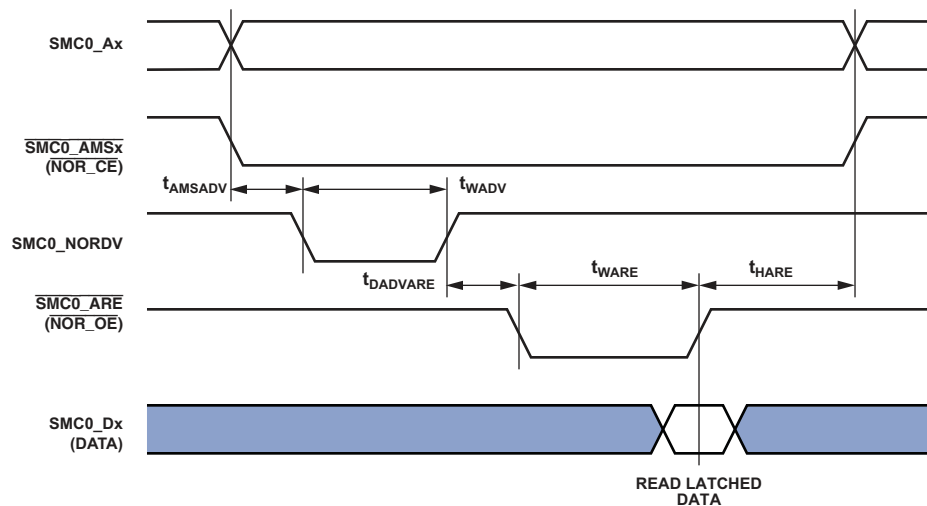 SMC0_Ax
SMC0_AMSx
(NOR_CE)
tAMSADV
tWADV
SMC0_NORDV
tDADVARE
tWARE
tHARE
SMC0_ARE
(NOR_OE)
SMC0_Dx
(DATA)
READ LATCHED
DATA